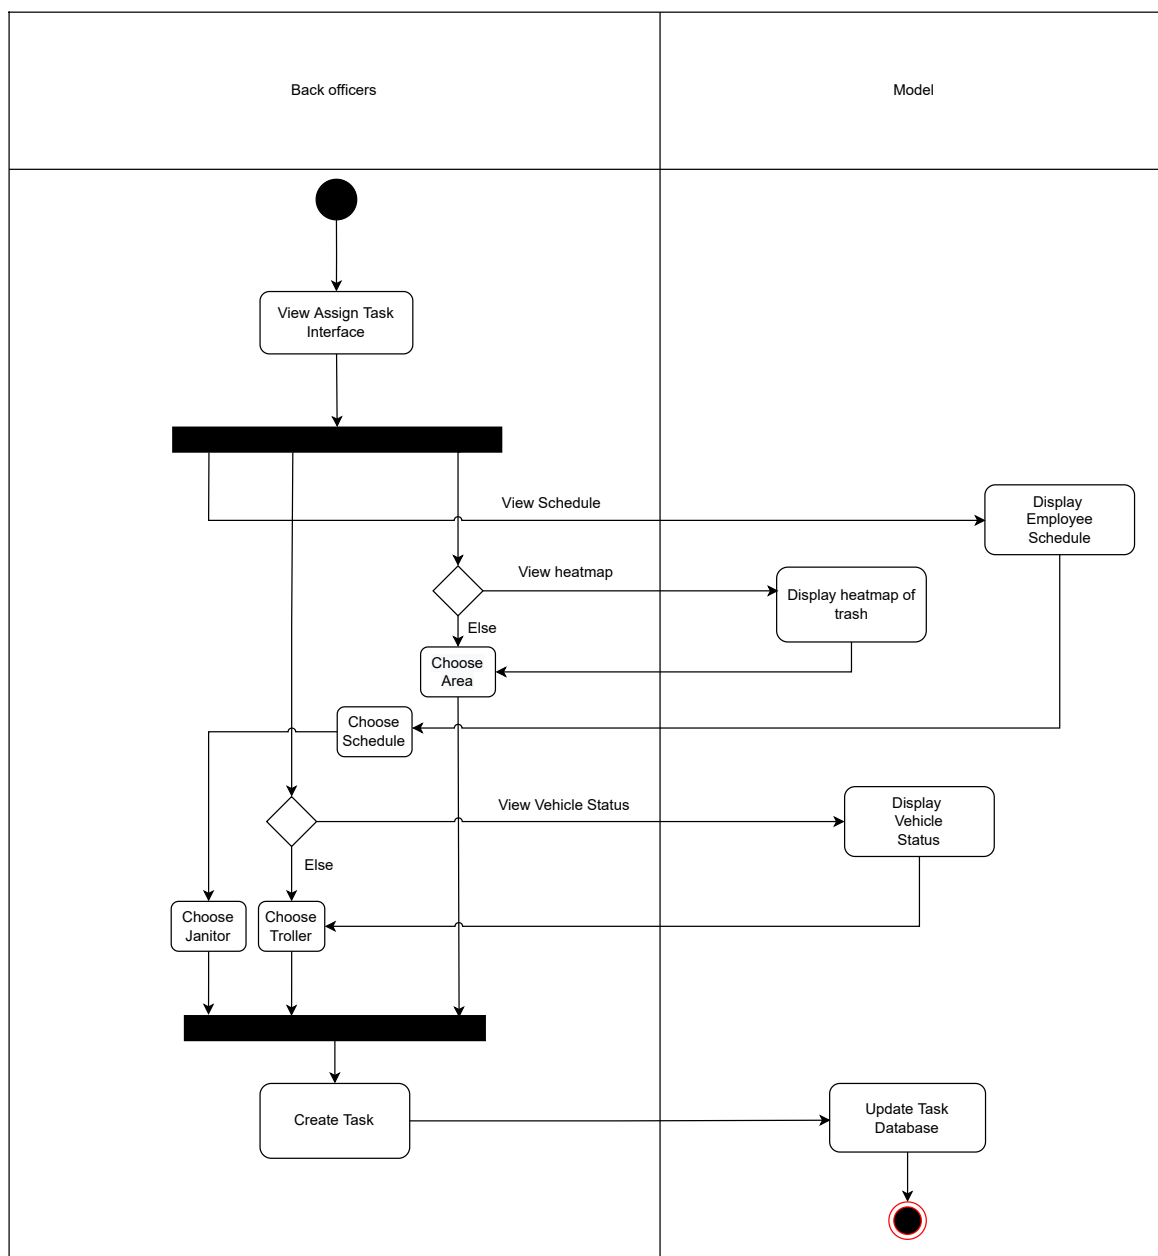 Back officers
Model
View Assign Task
Interface
View Schedule
Display
Employee
Schedule
View heatmap
Display heatmap of
trash
Else
Choose
Area
Choose
Schedule
View Vehicle Status
Display
Vehicle
Status
Else
Choose
Janitor
Choose
Troller
Create Task
Update Task
Database